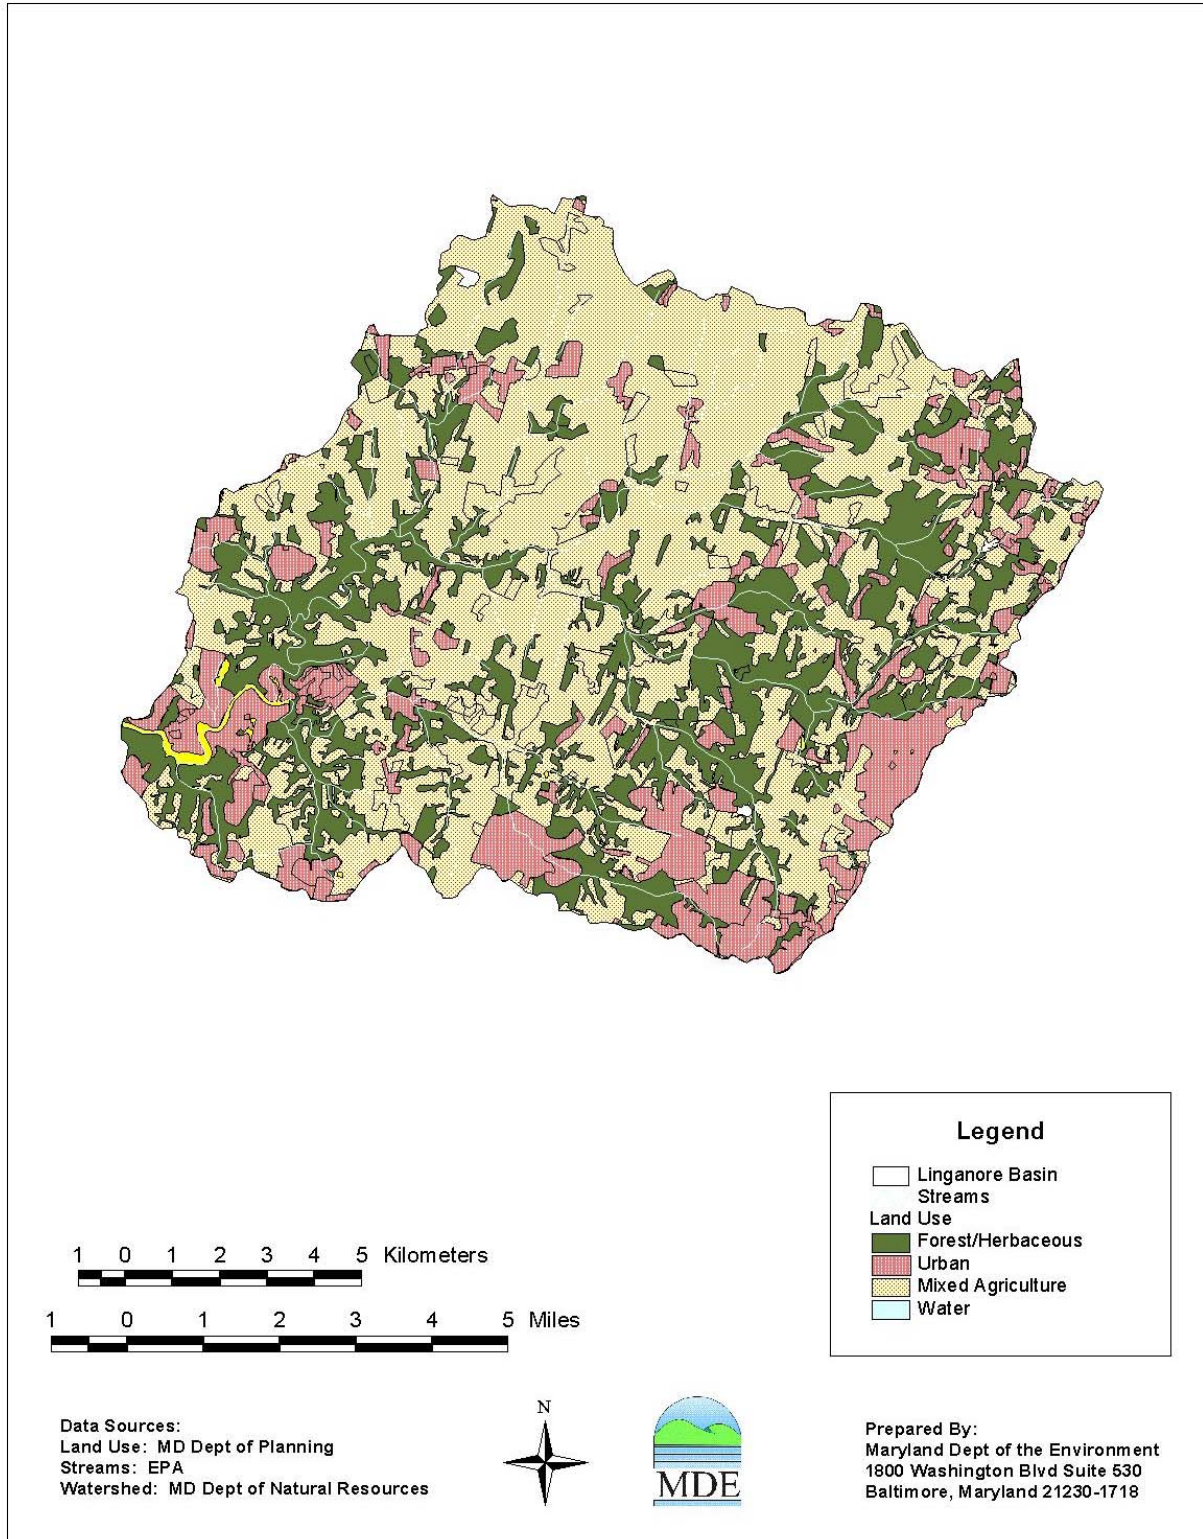 Legend
Linganore Basin
Streams
Land Use
Forest/Herbaceous
Urban
Mixed Agriculture
Water
1 0 1 2 3 4 5 Kilometers
1 0 1 2 3 4 5 Miles
Data Sources:
Land Use: MD Dept of Planning
Streams: EPA
Watershed: MD Dept of Natural Resources
N
MDE
Prepared By:
Maryland Dept of the Environment
1800 Washington Blvd Suite 530
Baltimore, Maryland 21230-1718